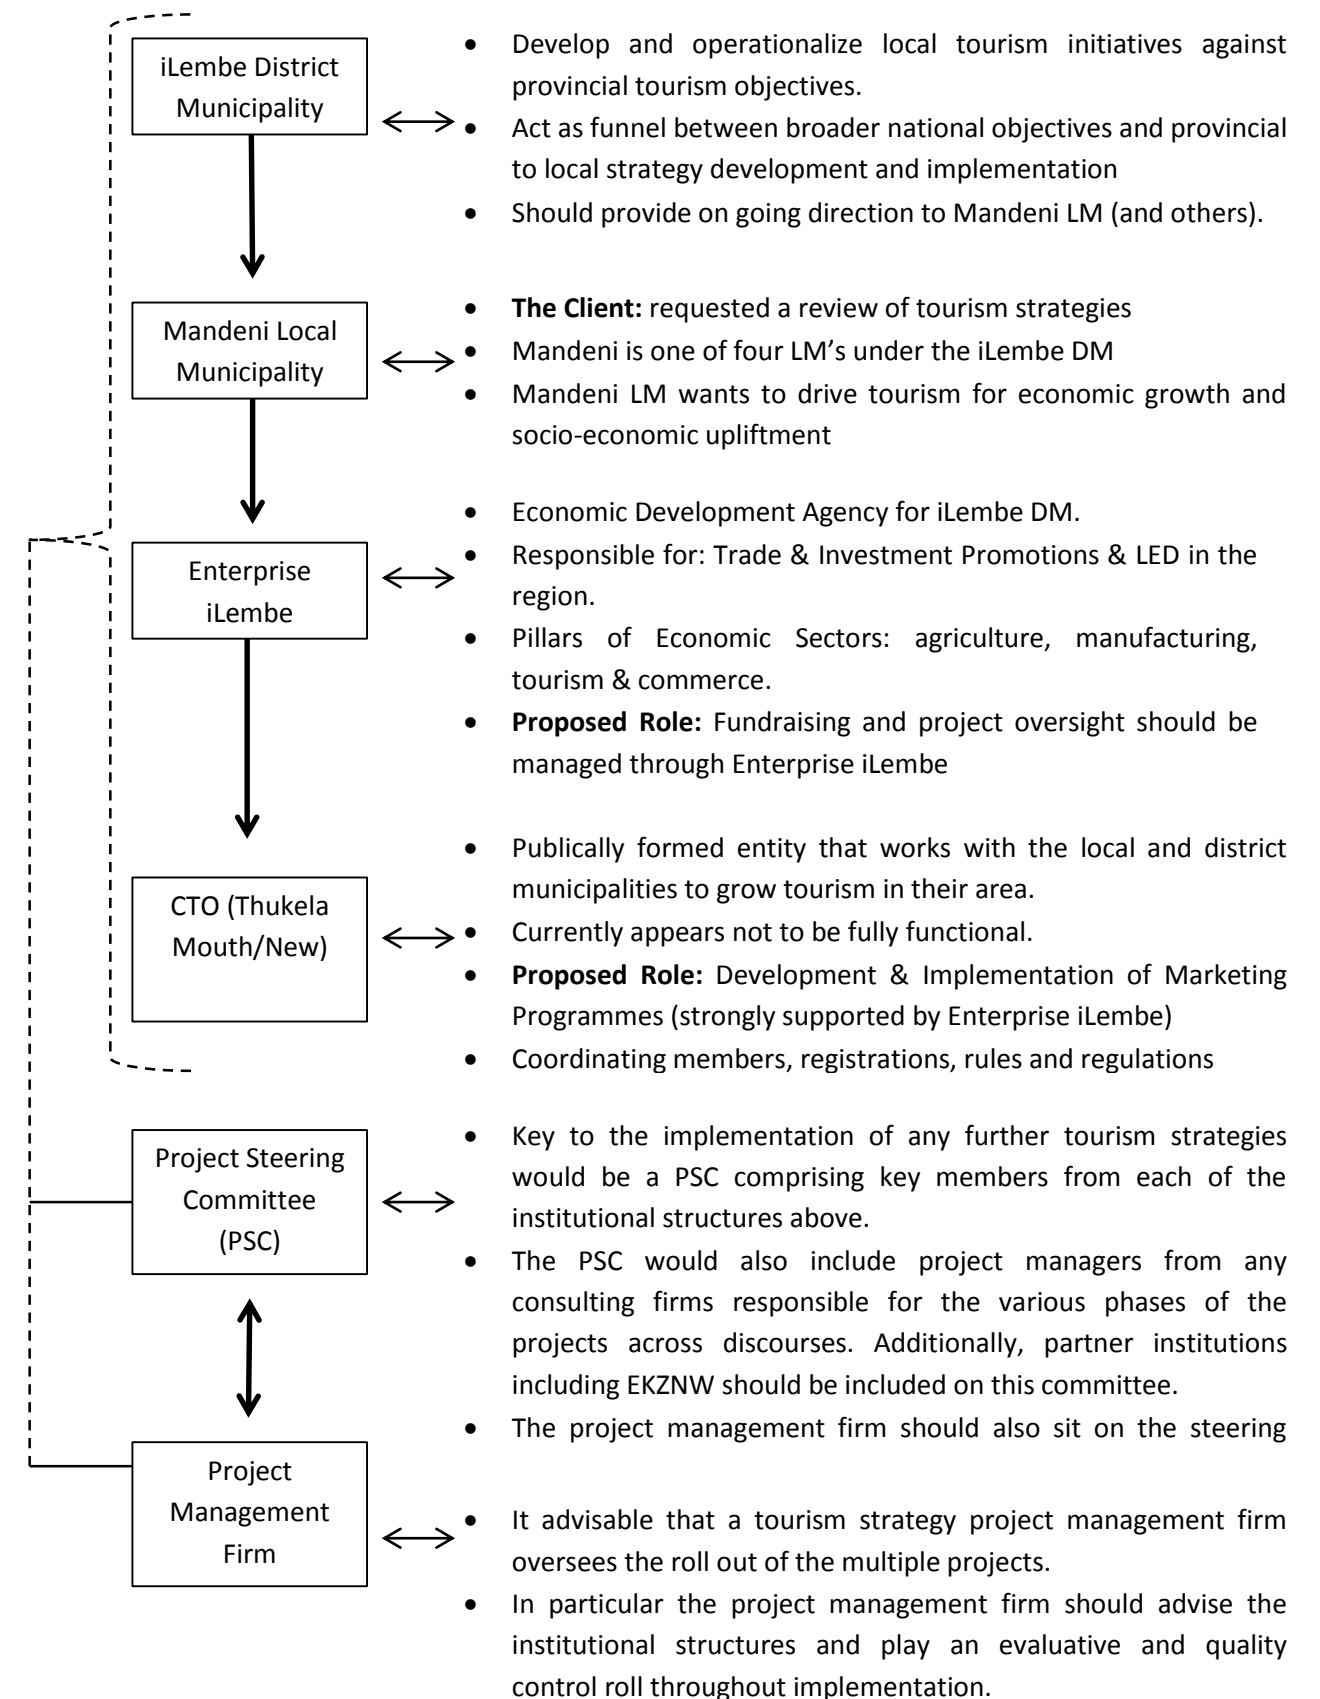 iLembe District
Municipality
• Develop and operationalize local tourism initiatives against
provincial tourism objectives.
• Act as funnel between broader national objectives and provincial
to local strategy development and implementation
• Should provide on going direction to Mandeni LM (and others).
Mandeni Local
Municipality
• The Client: requested a review of tourism strategies
• Mandeni is one of four LM’s under the iLembe DM
• Mandeni LM wants to drive tourism for economic growth and
socio-economic upliftment
Enterprise
iLembe
• Economic Development Agency for iLembe DM.
• Responsible for: Trade & Investment Promotions & LED in the
region.
• Pillars of Economic Sectors: agriculture, manufacturing,
tourism & commerce.
• Proposed Role: Fundraising and project oversight should be
managed through Enterprise iLembe
CTO (Thukela
Mouth/New)
• Publically formed entity that works with the local and district
municipalities to grow tourism in their area.
• Currently appears not to be fully functional.
• Proposed Role: Development & Implementation of Marketing
Programmes (strongly supported by Enterprise iLembe)
• Coordinating members, registrations, rules and regulations
Project Steering
Committee
(PSC)
• Key to the implementation of any further tourism strategies
would be a PSC comprising key members from each of the
institutional structures above.
• The PSC would also include project managers from any
consulting firms responsible for the various phases of the
projects across discourses. Additionally, partner institutions
including EKZNW should be included on this committee.
• The project management firm should also sit on the steering
Project
Management
Firm
• It advisable that a tourism strategy project management firm
oversees the roll out of the multiple projects.
• In particular the project management firm should advise the
institutional structures and play an evaluative and quality
control roll throughout implementation.